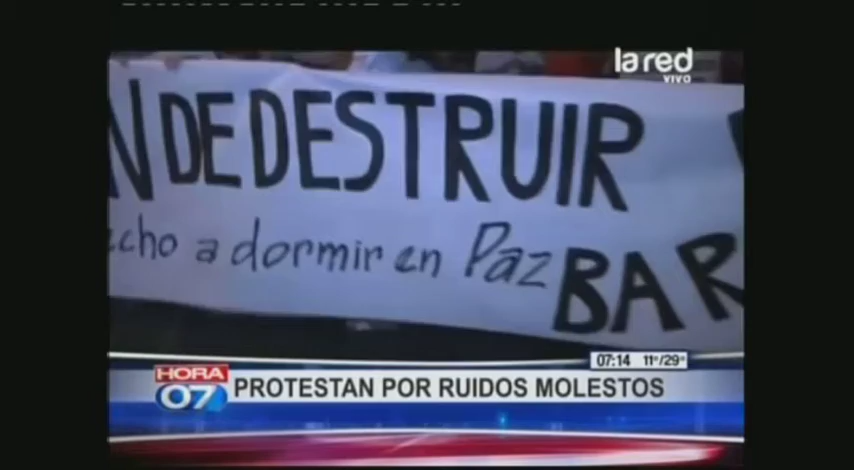 la red
VIVO
N DE DESTRUIR
echo a dormir en Paz BAR
07:14 11°/29°
HORA
07
PROTESTAN POR RUIDOS MOLESTOS